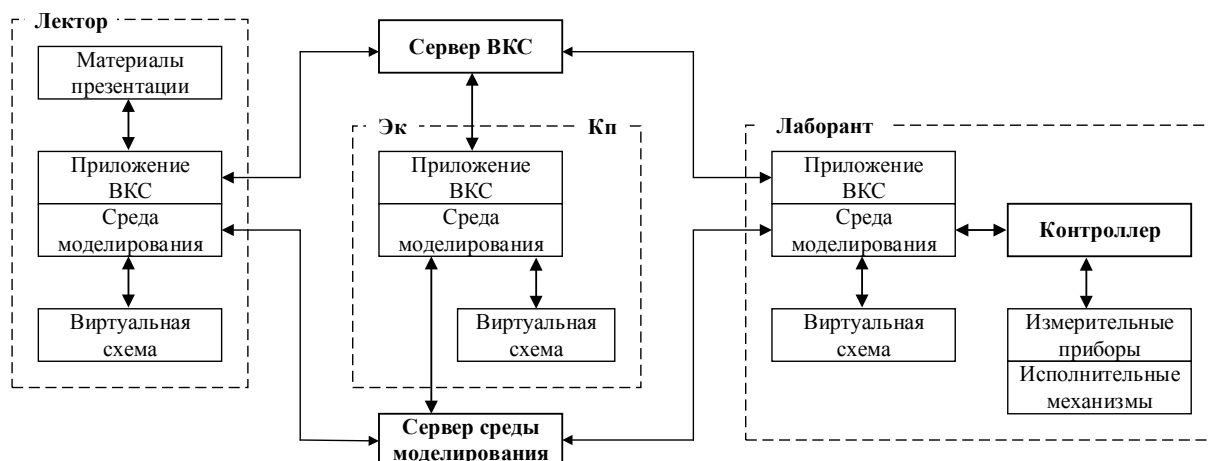 Лектор
Материалы
презентации
Приложение
ВКС
Среда
моделирования
Виртуальная
схема
Сервер ВКС
Эк Кп
Приложение
ВКС
Среда
моделирования
Виртуальная
схема
Сервер среды
моделирования
Лаборант
Приложение
ВКС
Среда
моделирования
Виртуальная
схема
Контроллер
Измерительные
приборы
Исполнительные
механизмы